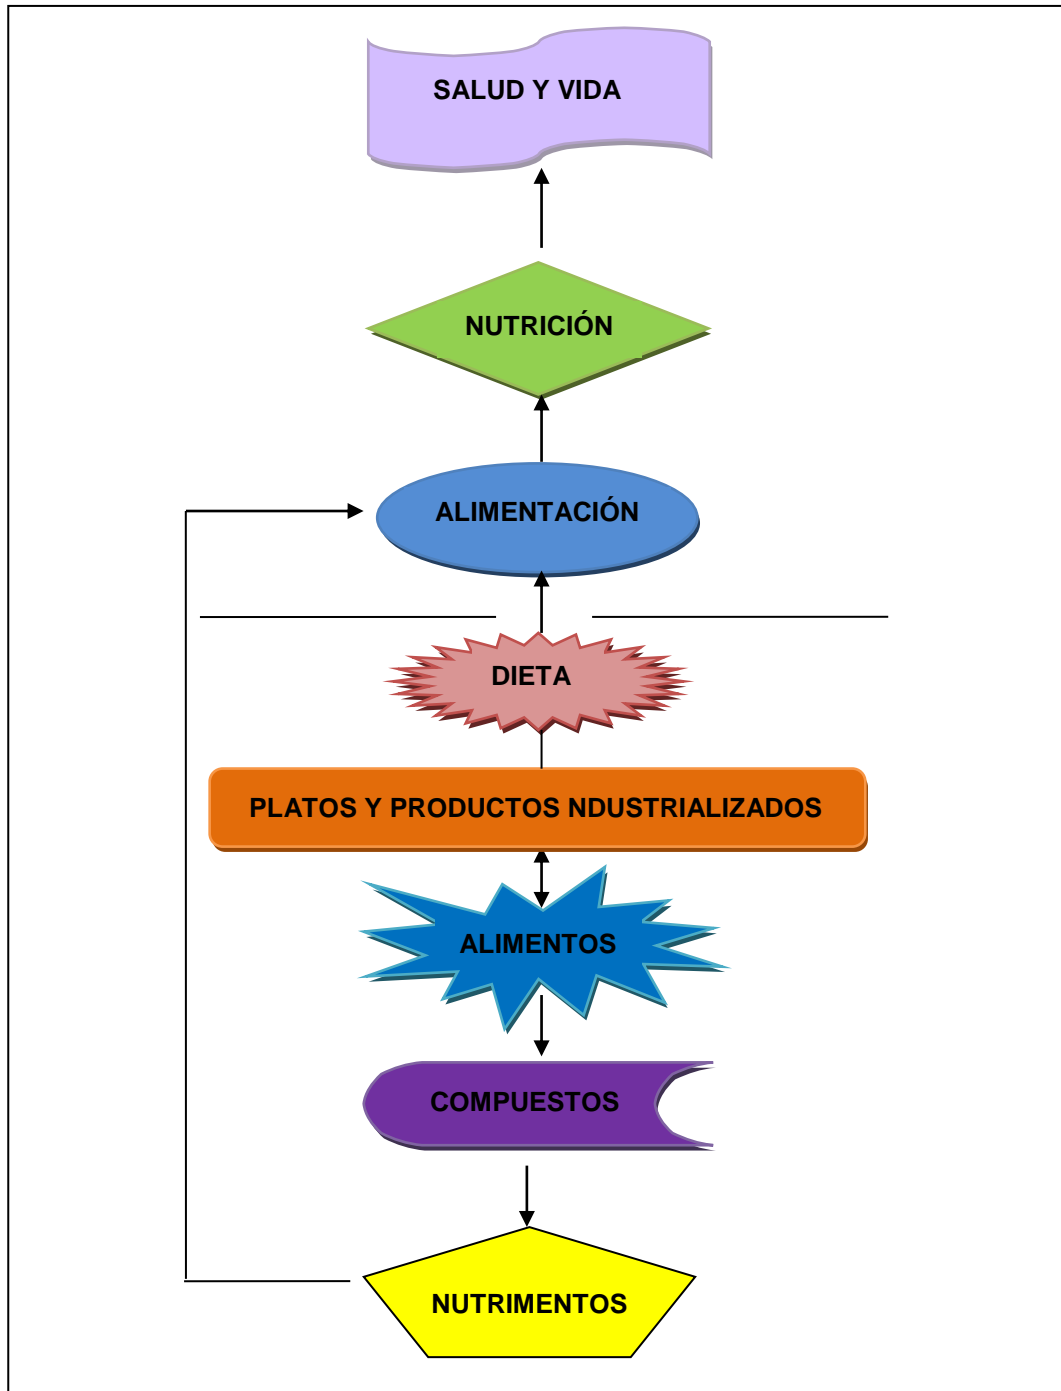 SALUD Y VIDA
NUTRICIÓN
ALIMENTACIÓN
DIETA
PLATOS Y PRODUCTOS NDUSTRIALIZADOS
ALIMENTOS
COMPUESTOS
NUTRIMENTOS